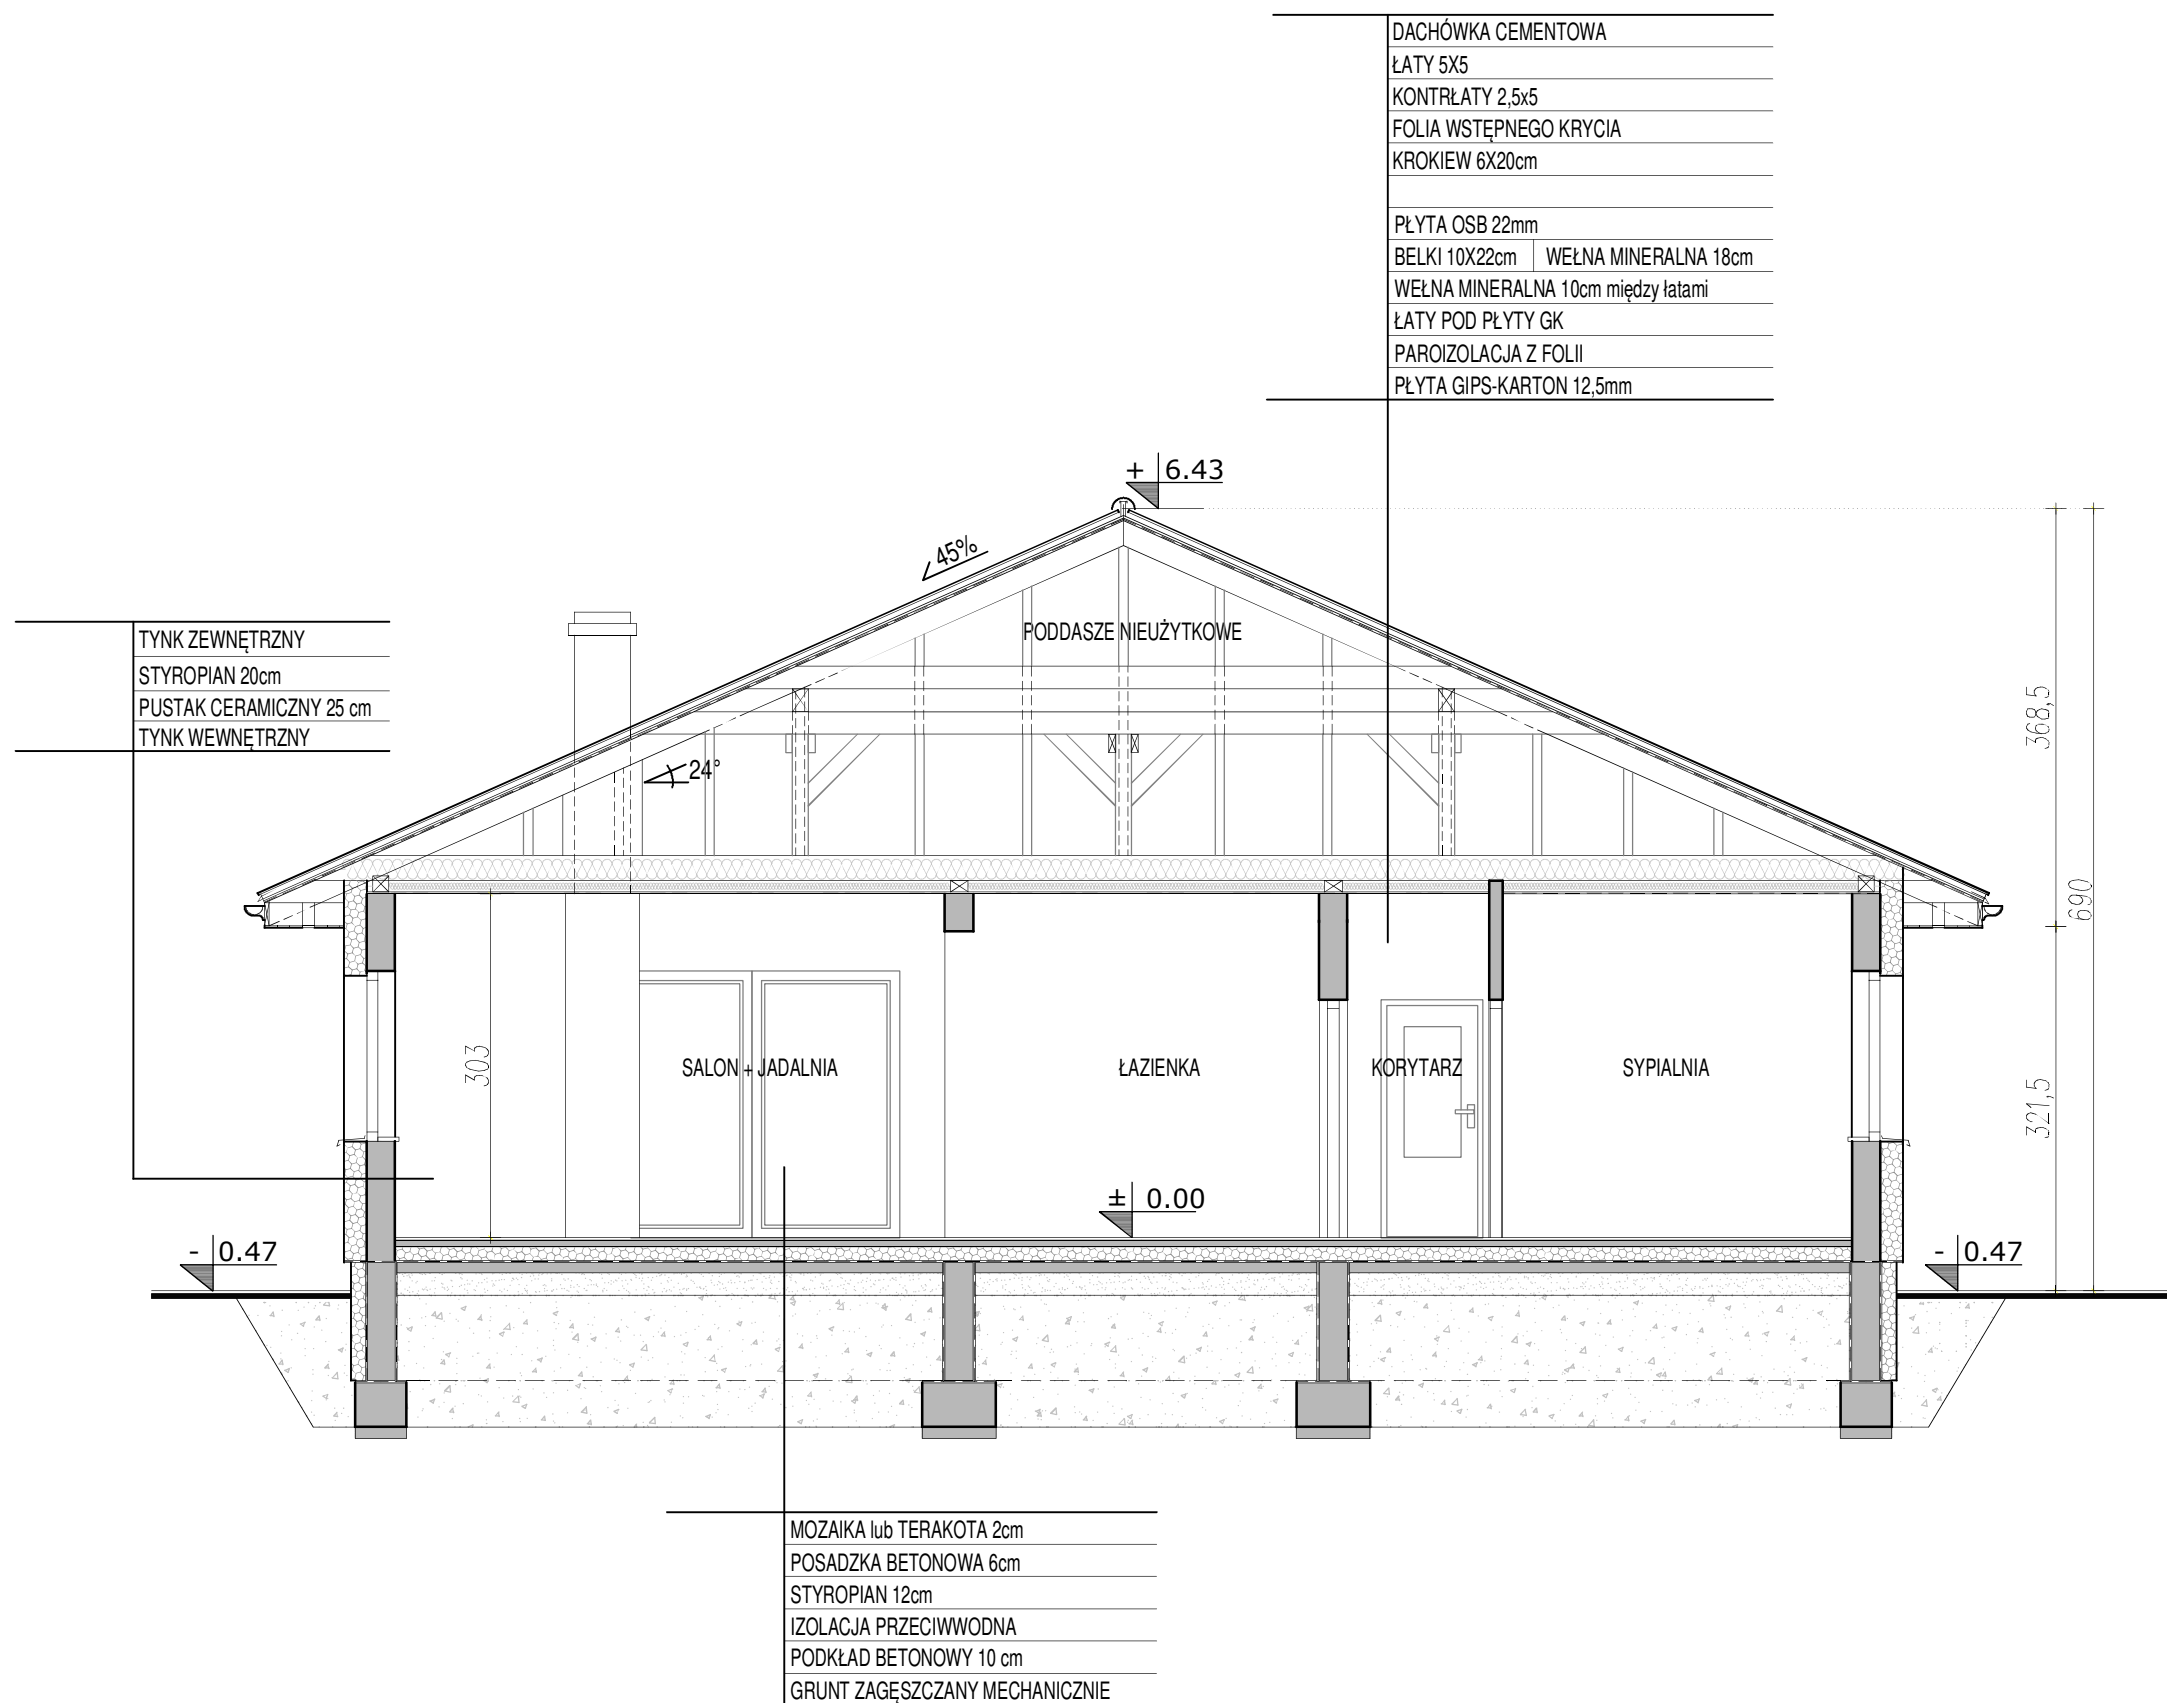 DACHÓWKA CEMENTOWA
ŁATY 5X5
KONTRŁATY 2,5x5
FOLIA WSTĘPNEGO KRYCIA
KROKIEW 6X20cm
PŁYTA OSB 22mm
BELKI 10X22cm WEŁNA MINERALNA 18cm
WEŁNA MINERALNA 10cm między łatami
ŁATY POD PŁYTY GK
PAROIZOLACJA Z FOLII
PŁYTA GIPS-KARTON 12,5mm
+ 6.43
45%
PODDASZE NIEUŻYTKOWE
TYNK ZEWNĘTRZNY
STYROPIAN 20cm
PUSTAK CERAMICZNY 25 cm
TYNK WEWNĘTRZNY
24°
368,5
690
321,5
303
SALON + JADALNIA
ŁAZIENKA
KORYTARZ
SYPIALNIA
± 0.00
- 0.47
- 0.47
MOZAIKA lub TERAKOTA 2cm
POSADZKA BETONOWA 6cm
STYROPIAN 12cm
IZOLACJA PRZECIWWODNA
PODKŁAD BETONOWY 10 cm
GRUNT ZAGĘSZCZANY MECHANICZNIE